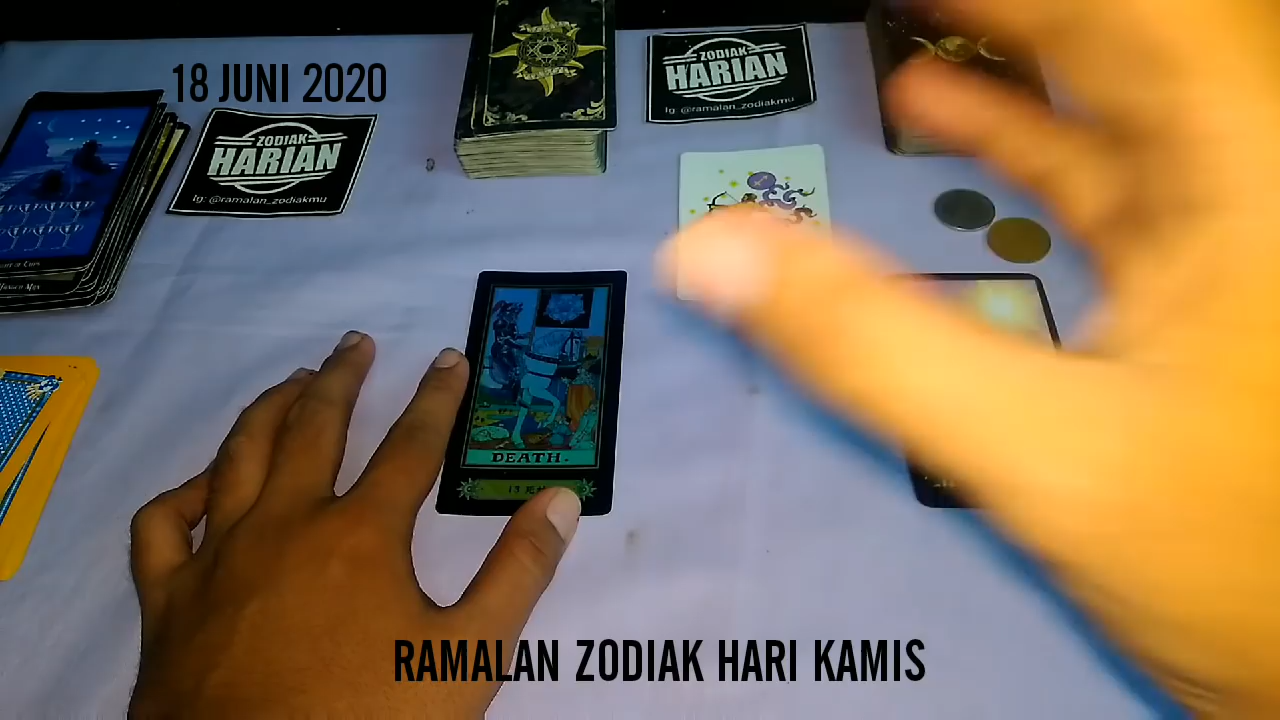 18 JUNI 2020
ZODIAK
HARIAN
Ig: @ramalan_zodiakmu
ZODIAK
HARIAN
Ig: @ramalan_zodiakmu
DEATH.
RAMALAN ZODIAK HARI KAMIS